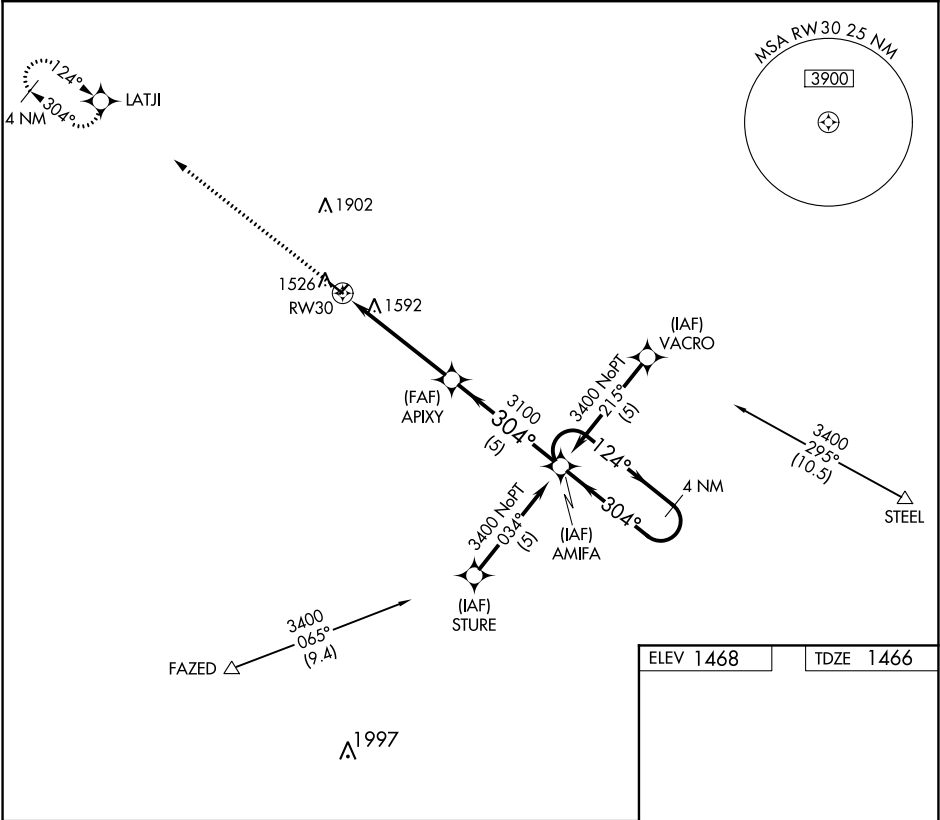 MSA RW30 25 NM
3900
124°
304°
4 NM
LATJI
1902
1526
RW30
1592
(IAF)
VACRO
3400 NoPT
215°
(5)
(FAF)
APIXY
3100
304°
(5)
124°
304°
4 NM
3400
295°
(10.5)
STEEL
3400 NoPT
034°
(5)
(IAF)
AMIFA
(IAF)
STURE
3400
065°
(9.4)
FAZED
1997
ELEV 1468
TDZE 1466